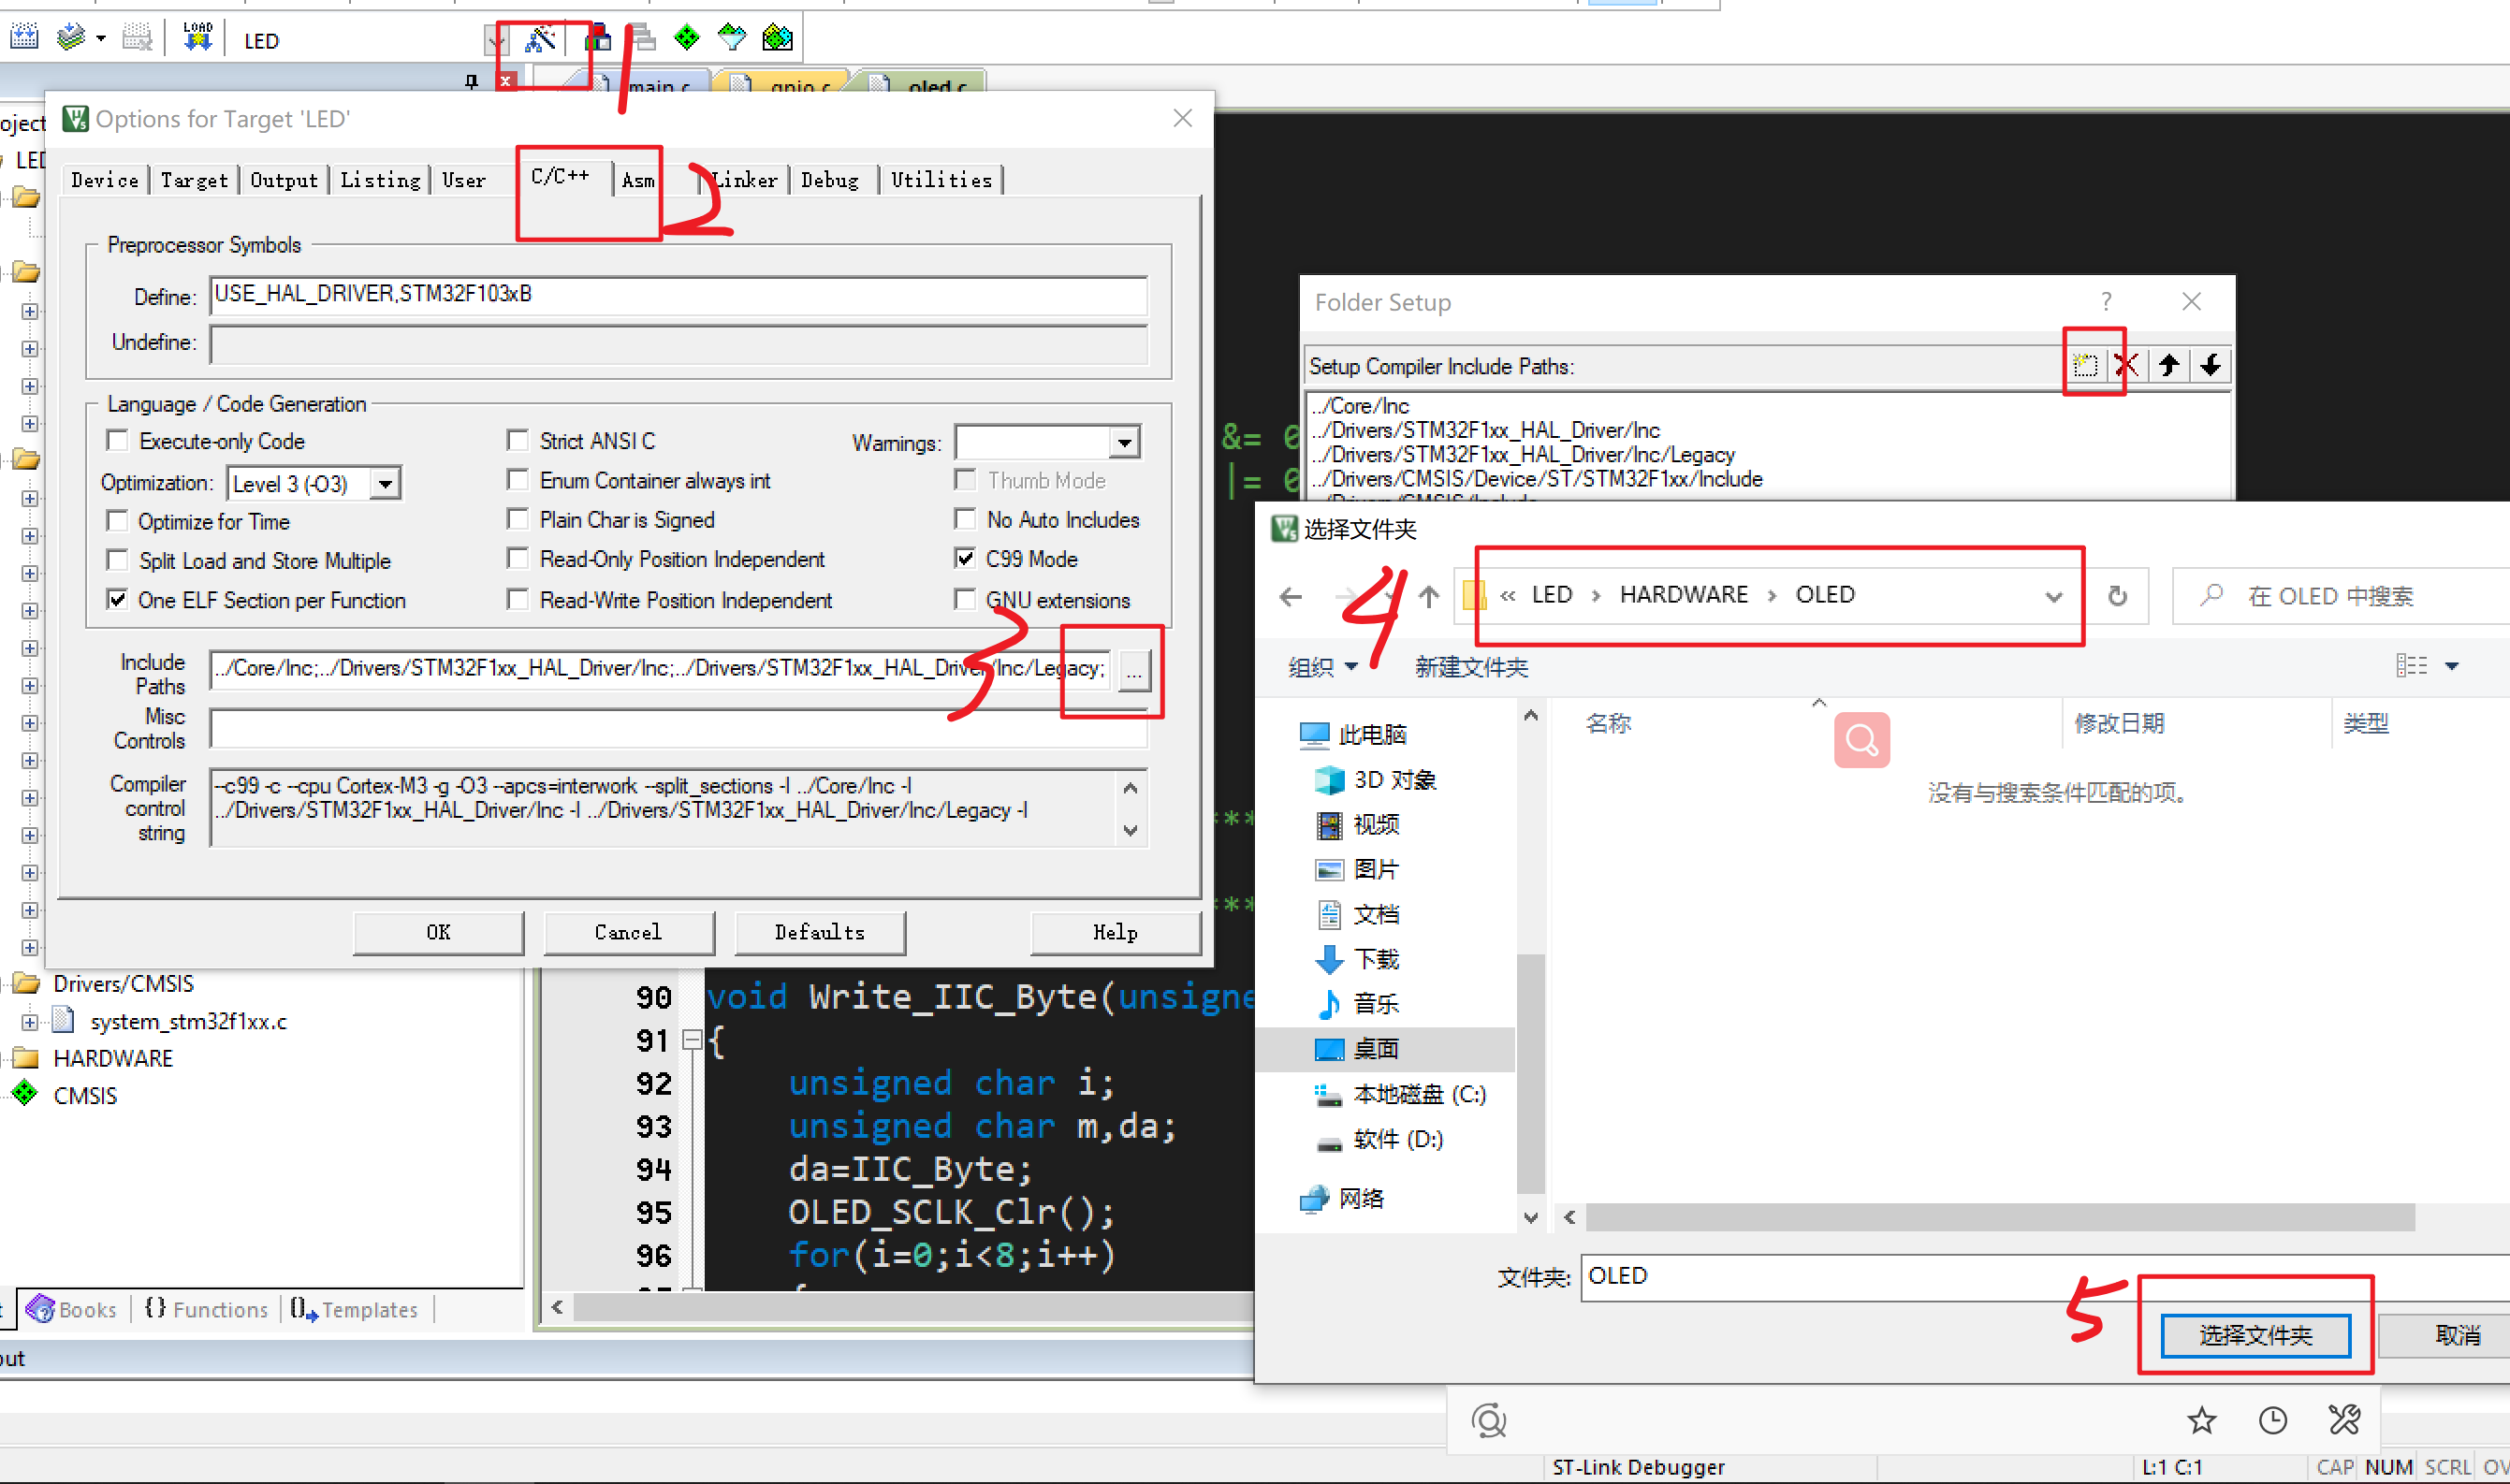 LOAD
LED
1
main.c
gpio.c
oled.c
Options for Target 'LED'
Device
Target
Output
Listing
User
C/C++
Asm
2
Linker
Debug
Utilities
Preprocessor Symbols
Define: USE_HAL_DRIVER,STM32F103xB
Undefine:
Language / Code Generation
Execute-only Code
Strict ANSI C
Warnings:
Optimization: Level 3 (-O3)
Enum Container always int
Thumb Mode
Optimize for Time
Plain Char is Signed
No Auto Includes
Split Load and Store Multiple
Read-Only Position Independent
C99 Mode
One ELF Section per Function
Read-Write Position Independent
GNU extensions
3
Include Paths
../Core/Inc;../Drivers/STM32F1xx_HAL_Driver/Inc;../Drivers/STM32F1xx_HAL_Driver/Inc/Legacy;
...
Misc Controls
Compiler control string
--c99 -c --cpu Cortex-M3 -g -O3 --apcs=interwork --split_sections -I ../Core/Inc -I
../Drivers/STM32F1xx_HAL_Driver/Inc -I ../Drivers/STM32F1xx_HAL_Driver/Inc/Legacy -I
OK
Cancel
Defaults
Help
Folder Setup
?
Setup Compiler Include Paths:
../Core/Inc
../Drivers/STM32F1xx_HAL_Driver/Inc
../Drivers/STM32F1xx_HAL_Driver/Inc/Legacy
../Drivers/CMSIS/Device/ST/STM32F1xx/Include
../Drivers/CMSIS/Include
&= 0
|= 0
选择文件夹
4
« LED › HARDWARE › OLED
在 OLED 中搜索
组织
新建文件夹
名称
修改日期
类型
没有与搜索条件匹配的项。
此电脑
3D 对象
视频
图片
文档
下载
音乐
桌面
本地磁盘 (C:)
软件 (D:)
网络
文件夹: OLED
5
选择文件夹
取消
**
**
Drivers/CMSIS
system_stm32f1xx.c
HARDWARE
CMSIS
90 void Write_IIC_Byte(unsigne
91 {
92 unsigned char i;
93 unsigned char m,da;
94 da=IIC_Byte;
95 OLED_SCLK_Clr();
96 for(i=0;i<8;i++)
Books
{} Functions
Templates
ST-Link Debugger
L:1 C:1
CAP NUM SCRL